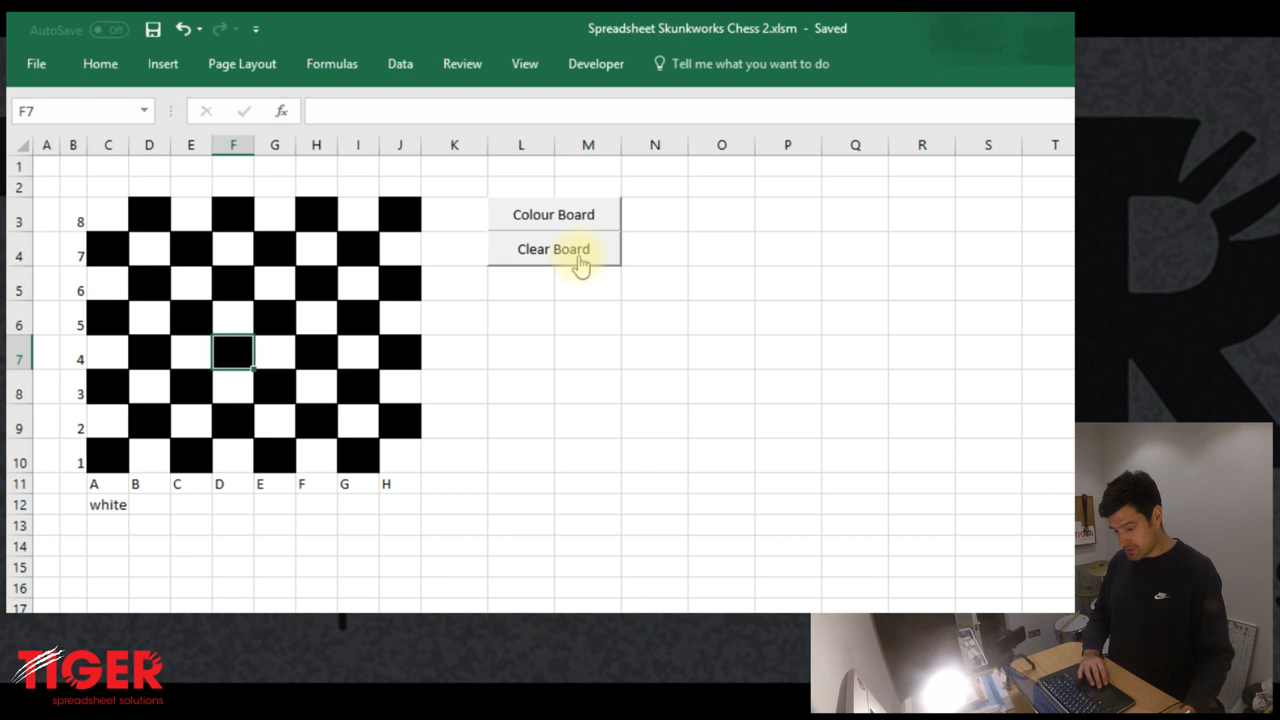 AutoSave Off
Spreadsheet Skunkworks Chess 2.xlsm - Saved
File Home Insert Page Layout Formulas Data Review View Developer Tell me what you want to do
F7 fx
A B C D E F G H I J K L M N O P Q R S T
1
2
3 8 Colour Board
4 7 Clear Board
5 6
6 5
7 4
8 3
9 2
10 1
11 A B C D E F G H
12 white
13
14
15
16
17
TIGER
spreadsheet solutions